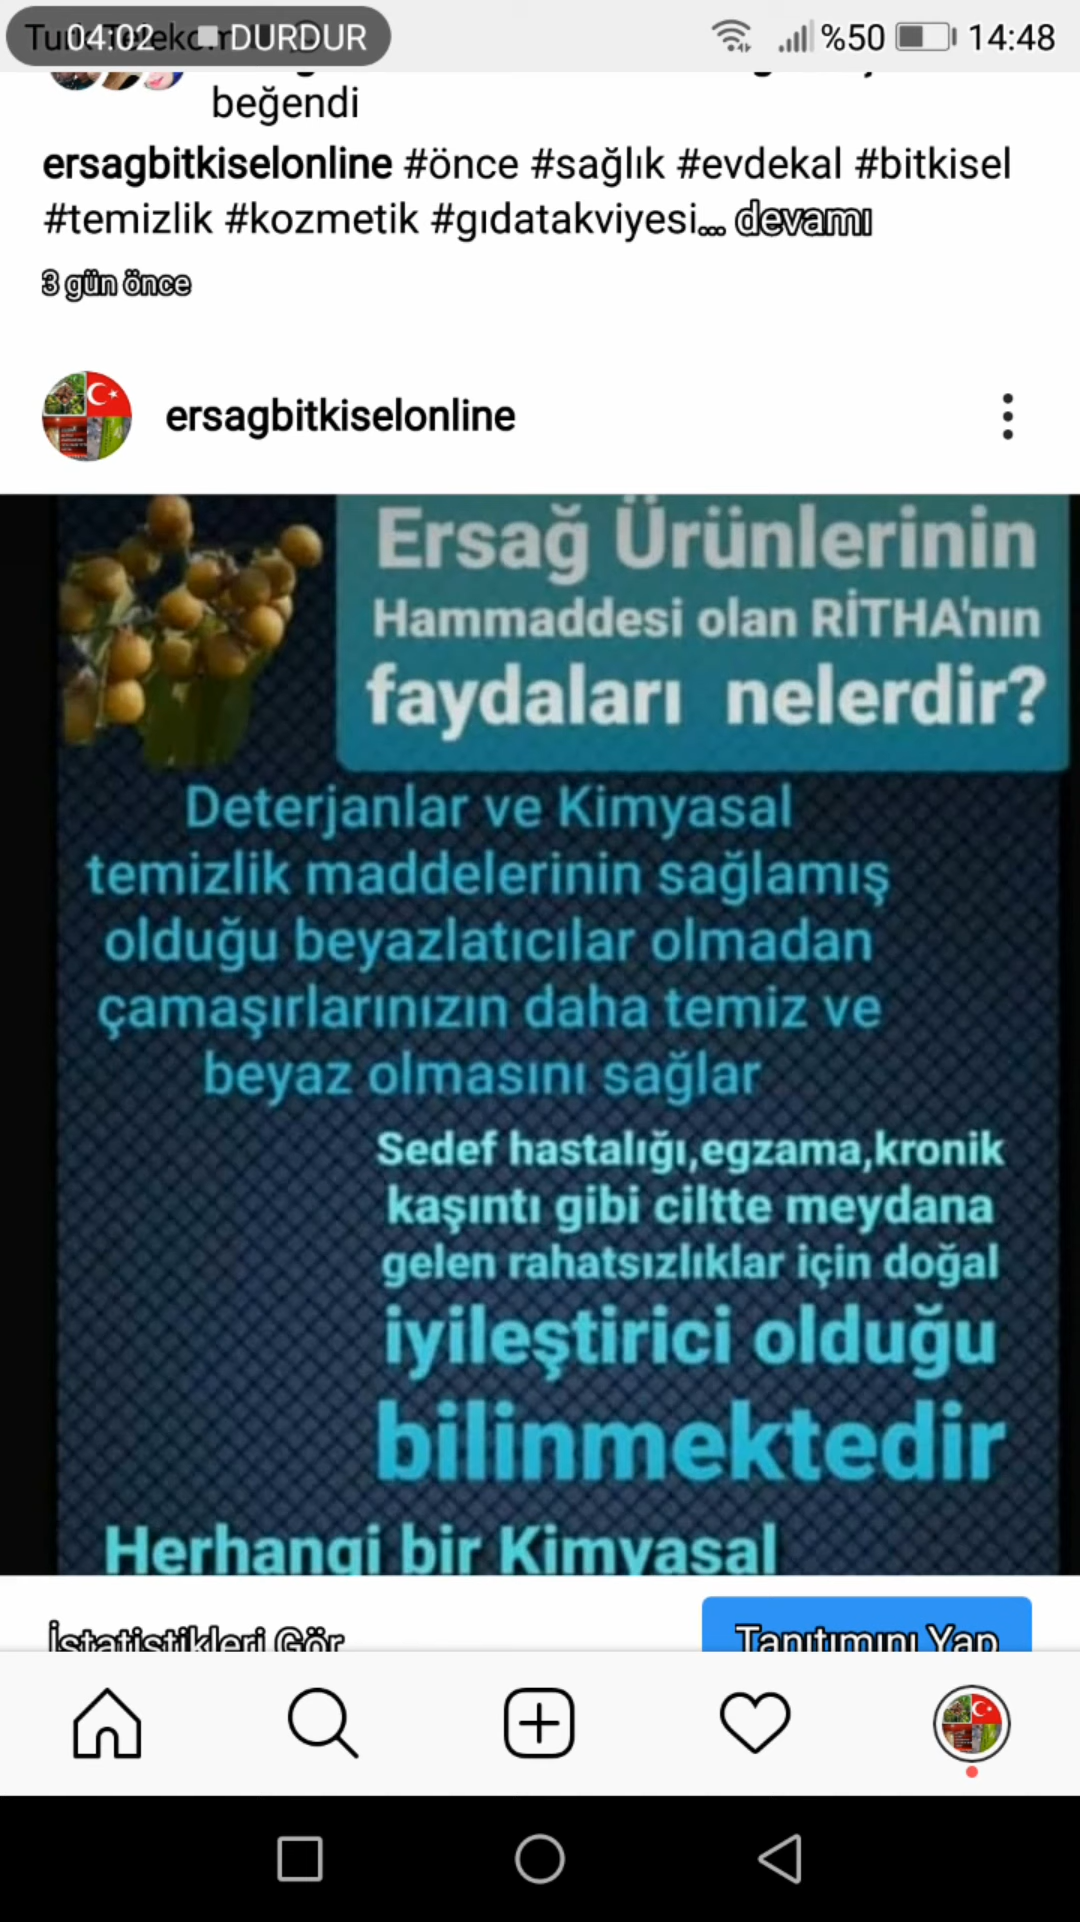 04:02 DURDUR %50 14:48
beğendi
ersagbitkiselonline #önce #sağlık #evdekal #bitkisel
#temizlik #kozmetik #gıdatakviyesi... devamı
3 gün önce
ersagbitkiselonline
Ersağ Ürünlerinin
Hammaddesi olan RİTHA'nın
faydaları nelerdir?
Deterjanlar ve Kimyasal
temizlik maddelerinin sağlamış
olduğu beyazlatıcılar olmadan
çamaşırlarınızın daha temiz ve
beyaz olmasını sağlar
Sedef hastalığı,egzama,kronik
kaşıntı gibi ciltte meydana
gelen rahatsızlıklar için doğal
iyileştirici olduğu
bilinmektedir
Herhangi bir Kimyasal
İstatistikleri Gör
Tanıtımını Yap